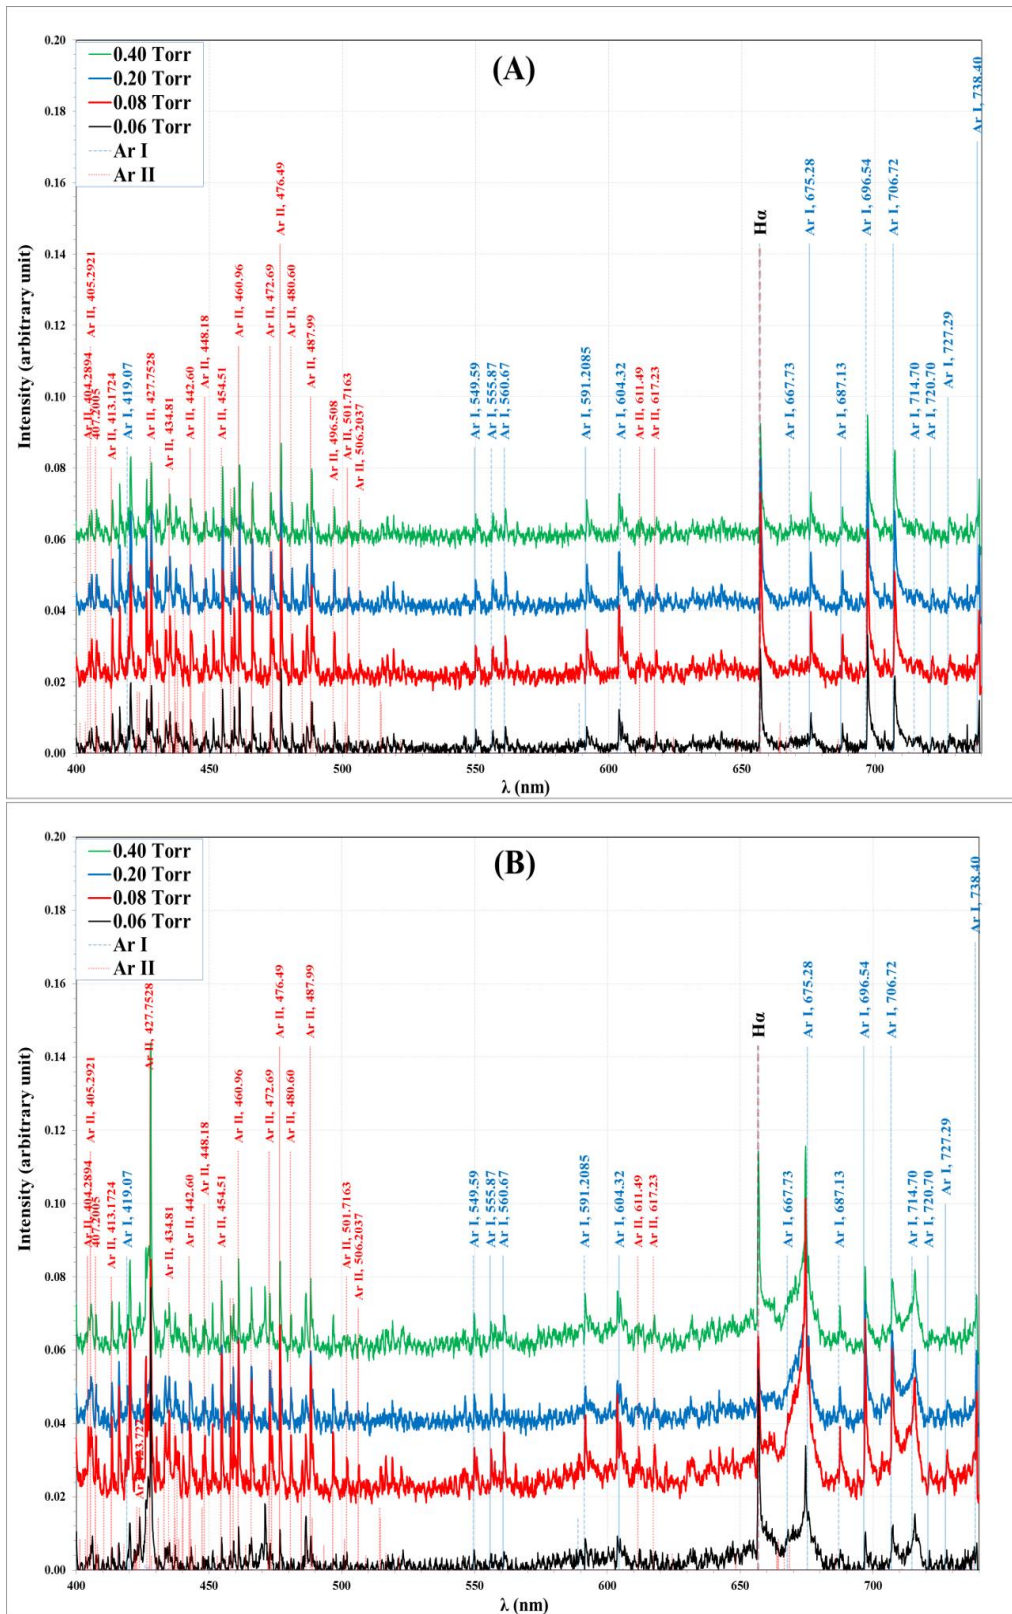 (A)
0.40 Torr
0.20 Torr
0.08 Torr
0.06 Torr
Ar I
Ar II
Intensity (arbitrary unit)
0.20
0.18
0.16
0.14
0.12
0.10
0.08
0.06
0.04
0.02
0.00
Ar II, 404.2894
Ar II, 405.2921
407.2005
Ar II, 413.1724
Ar I, 419.07
Ar II, 427.7528
Ar II, 434.81
Ar II, 442.60
Ar II, 448.18
Ar II, 454.51
Ar II, 460.96
Ar II, 472.69
Ar II, 476.49
Ar II, 480.60
Ar II, 487.99
Ar II, 496.508
Ar II, 501.7163
Ar II, 506.2037
Ar I, 549.59
Ar I, 555.87
Ar I, 560.67
Ar I, 591.2085
Ar I, 604.32
Ar II, 611.49
Ar II, 617.23
Hα
Ar I, 667.73
Ar I, 675.28
Ar I, 687.13
Ar I, 696.54
Ar I, 706.72
Ar I, 714.70
Ar I, 720.70
Ar I, 727.29
Ar I, 738.40
400 450 500 550 600 650 700
λ (nm)
(B)
0.40 Torr
0.20 Torr
0.08 Torr
0.06 Torr
Ar I
Ar II
Intensity (arbitrary unit)
0.20
0.18
0.16
0.14
0.12
0.10
0.08
0.06
0.04
0.02
0.00
Ar II, 404.2894
Ar II, 405.2921
407.2005
Ar II, 413.1724
Ar I, 419.07
Ar II, 427.7528
Ar II, 434.81
Ar II, 442.60
Ar II, 448.18
Ar II, 454.51
Ar II, 460.96
Ar II, 472.69
Ar II, 476.49
Ar II, 480.60
Ar II, 487.99
Ar II, 501.7163
Ar II, 506.2037
Ar I, 549.59
Ar I, 555.87
Ar I, 560.67
Ar I, 591.2085
Ar I, 604.32
Ar II, 611.49
Ar II, 617.23
Hα
Ar I, 667.73
Ar I, 675.28
Ar I, 687.13
Ar I, 696.54
Ar I, 706.72
Ar I, 714.70
Ar I, 720.70
Ar I, 727.29
Ar I, 738.40
400 450 500 550 600 650 700
λ (nm)